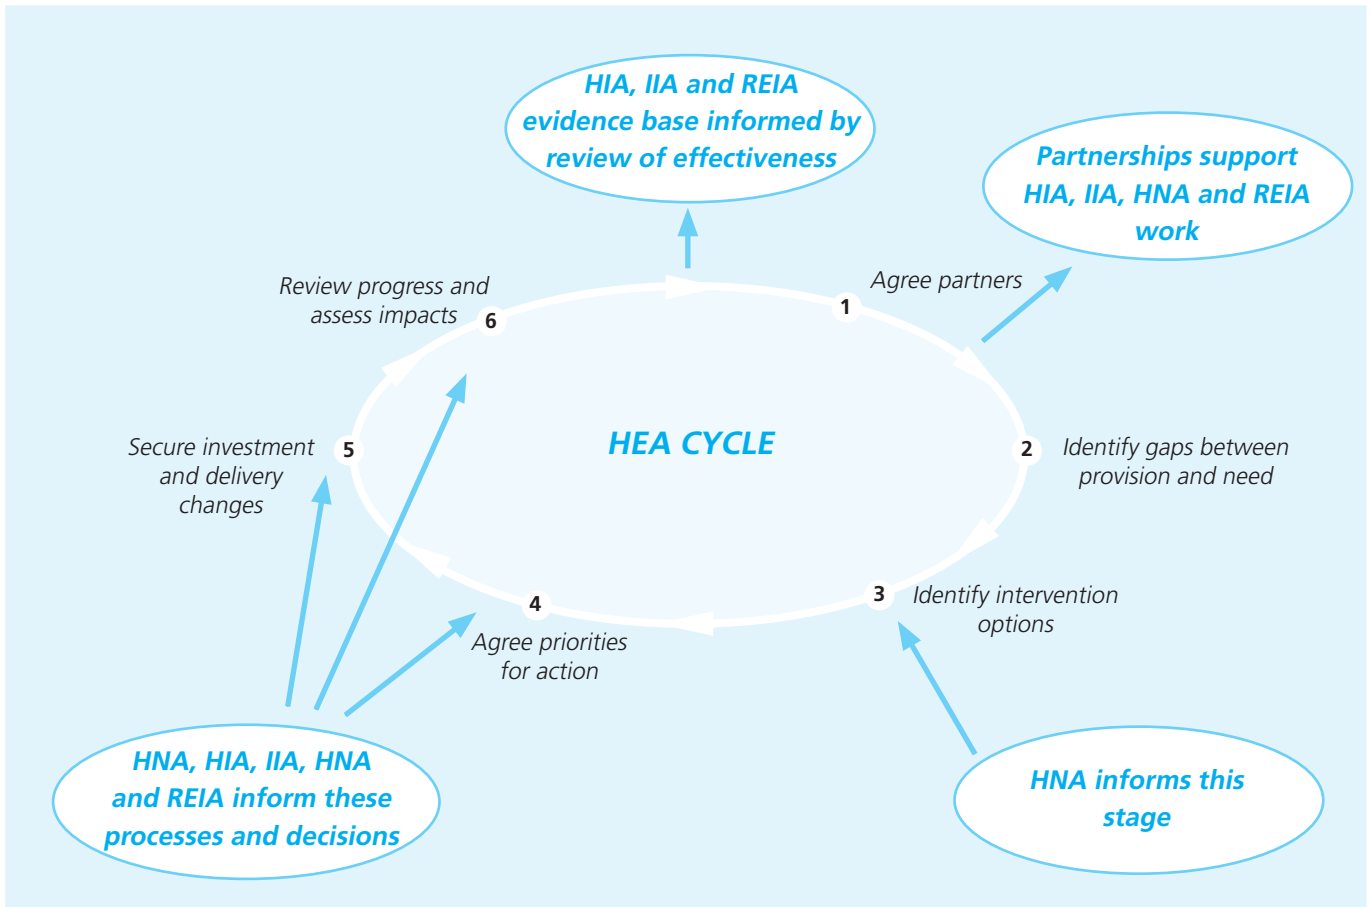 HIA, IIA and REIA
evidence base informed by
review of effectiveness
Partnerships support
HIA, IIA, HNA and REIA
work
Review progress and
assess impacts
6
1
Agree partners
HEA CYCLE
Secure investment
and delivery
changes
5
2
Identify gaps between
provision and need
3
Identify intervention
options
4
Agree priorities
for action
HNA, HIA, IIA, HNA
and REIA inform these
processes and decisions
HNA informs this
stage